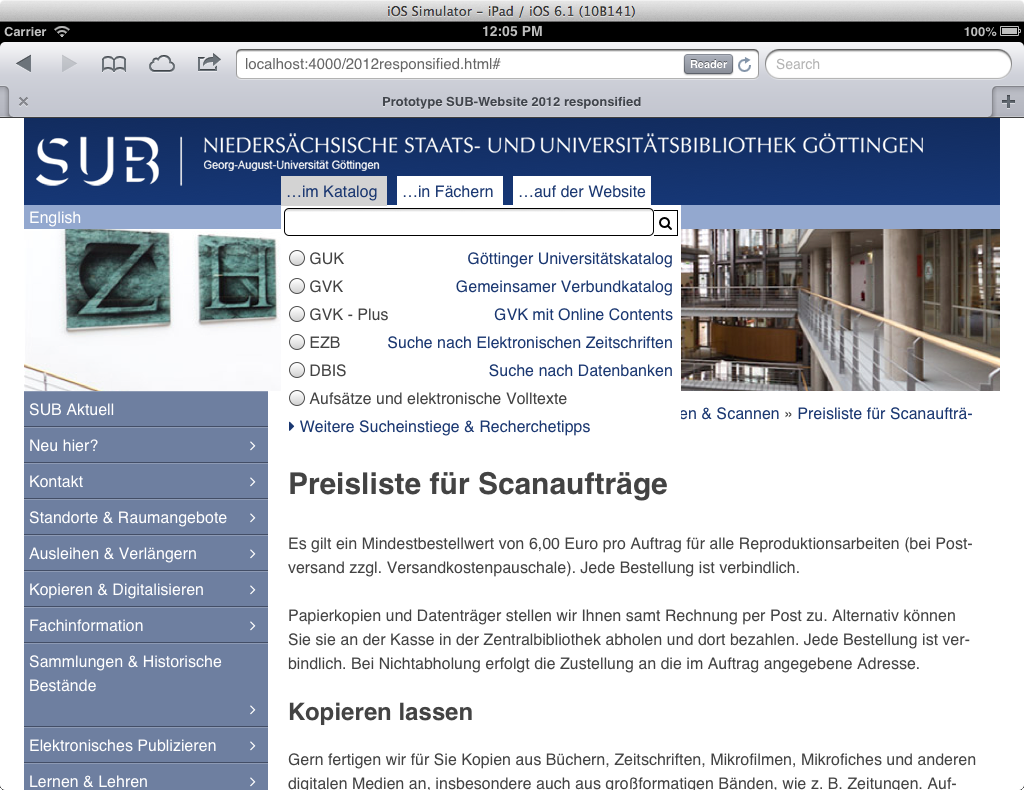 iOS Simulator – iPad / iOS 6.1 (10B141)
Carrier 12:05 PM 100%
localhost:4000/2012responsified.html# Reader Search
Prototype SUB-Website 2012 responsified
SUB
NIEDERSÄCHSISCHE STAATS- UND UNIVERSITÄTSBIBLIOTHEK GÖTTINGEN
Georg-August-Universität Göttingen
...im Katalog ...in Fächern ...auf der Website
English
Z H
GUK Göttinger Universitätskatalog
GVK Gemeinsamer Verbundkatalog
GVK - Plus GVK mit Online Contents
EZB Suche nach Elektronischen Zeitschriften
DBIS Suche nach Datenbanken
Aufsätze und elektronische Volltexte
Weitere Sucheinstiege & Recherchetipps
en & Scannen » Preisliste für Scanaufträ-
SUB Aktuell
Neu hier?
Kontakt
Standorte & Raumangebote
Ausleihen & Verlängern
Kopieren & Digitalisieren
Fachinformation
Sammlungen & Historische
Bestände
Elektronisches Publizieren
Lernen & Lehren
Preisliste für Scanaufträge
Es gilt ein Mindestbestellwert von 6,00 Euro pro Auftrag für alle Reproduktionsarbeiten (bei Post-
versand zzgl. Versandkostenpauschale). Jede Bestellung ist verbindlich.
Papierkopien und Datenträger stellen wir Ihnen samt Rechnung per Post zu. Alternativ können
Sie sie an der Kasse in der Zentralbibliothek abholen und dort bezahlen. Jede Bestellung ist ver-
bindlich. Bei Nichtabholung erfolgt die Zustellung an die im Auftrag angegebene Adresse.
Kopieren lassen
Gern fertigen wir für Sie Kopien aus Büchern, Zeitschriften, Mikrofilmen, Mikrofiches und anderen
digitalen Medien an, insbesondere auch aus großformatigen Bänden, wie z. B. Zeitungen. Auf-